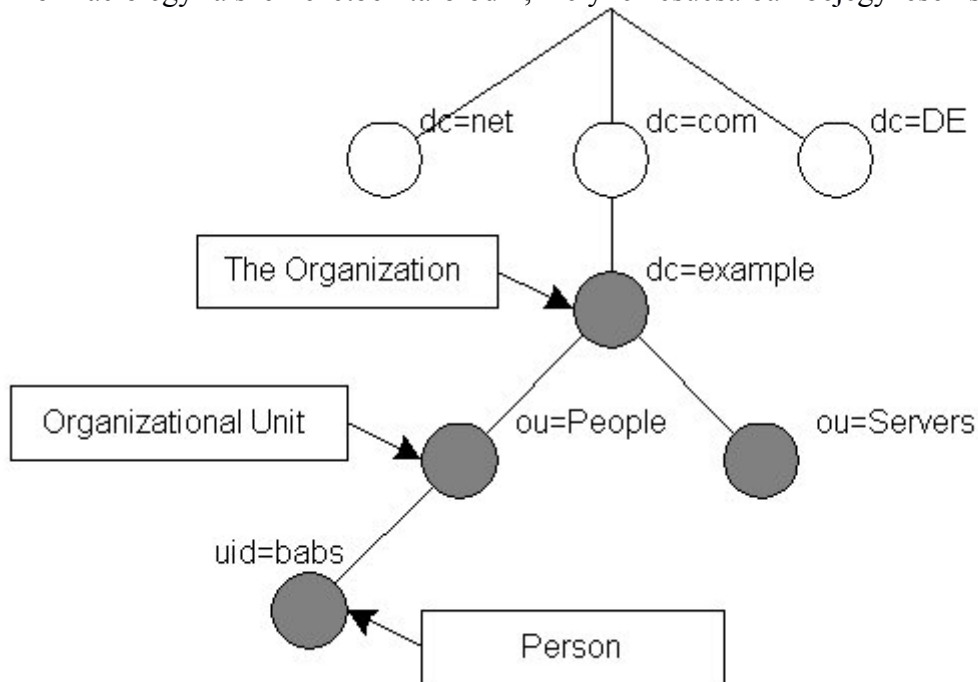 dc=net
dc=com
dc=DE
The Organization
dc=example
Organizational Unit
ou=People
ou=Servers
uid=babs
Person